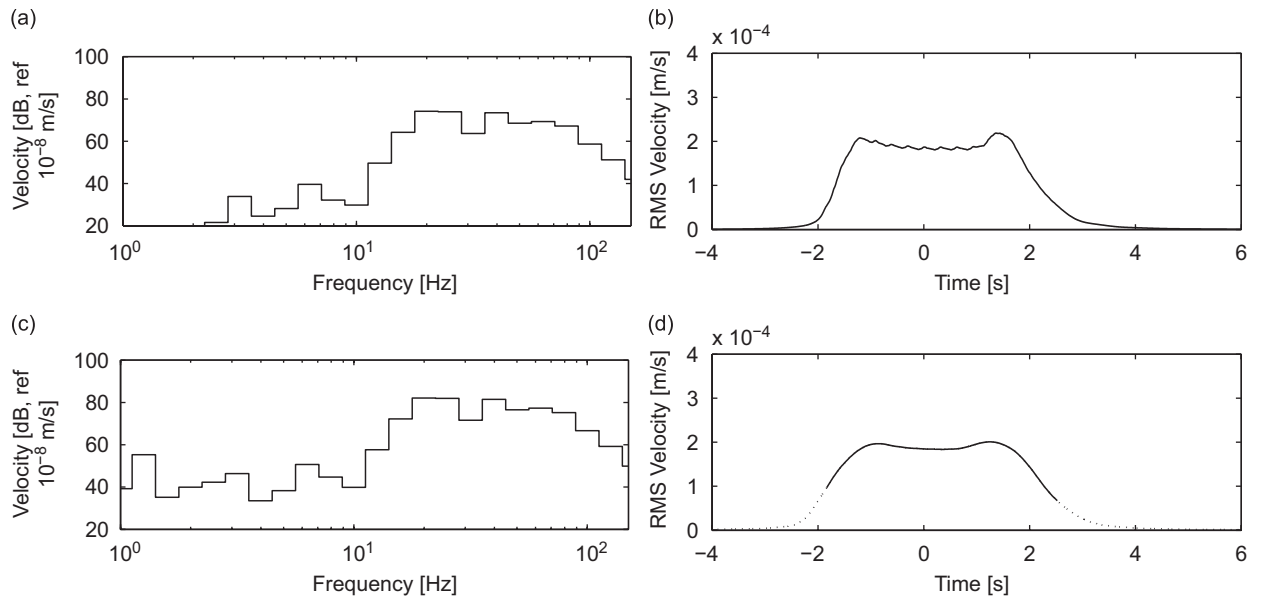 (a)
100
80
60
40
20
Velocity [dB, ref
10⁻⁸ m/s]
10⁰
10¹
10²
Frequency [Hz]
(b)
x 10⁻⁴
4
3
2
1
0
RMS Velocity [m/s]
−4
−2
0
2
4
6
Time [s]
(c)
100
80
60
40
20
Velocity [dB, ref
10⁻⁸ m/s]
10⁰
10¹
10²
Frequency [Hz]
(d)
x 10⁻⁴
4
3
2
1
0
RMS Velocity [m/s]
−4
−2
0
2
4
6
Time [s]